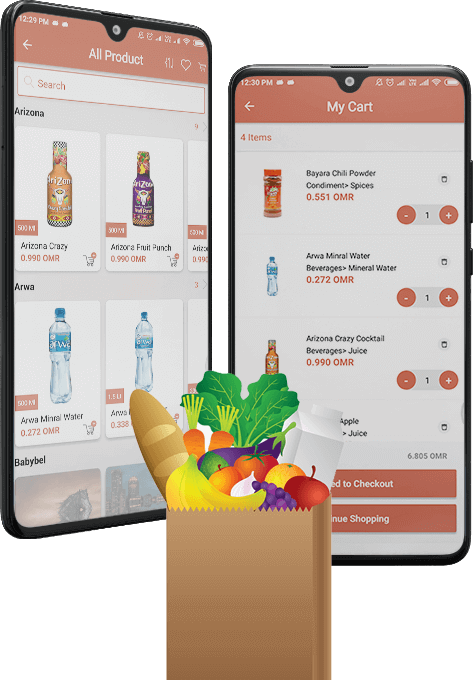 12:29 PM
All Product
Search
Arizona
9
500 Ml
Arizona Crazy
0.990 OMR
Arizona Fruit Punch
0.990 OMR
Arwa
3
500 Ml
Arwa Minral Water
0.272 OMR
1.5 Lt
Arwa M
0.338
Babybel
12:30 PM
My Cart
4 Items
Bayara Chili Powder
Condiment> Spices
0.551 OMR
- 1 +
Arwa Minral Water
Beverages> Mineral Water
0.272 OMR
- 1 +
Arizona Crazy Cocktail
Beverages> Juice
0.990 OMR
- 1 +
Apple
> Juice
6.805 OMR
d to Checkout
nue Shopping